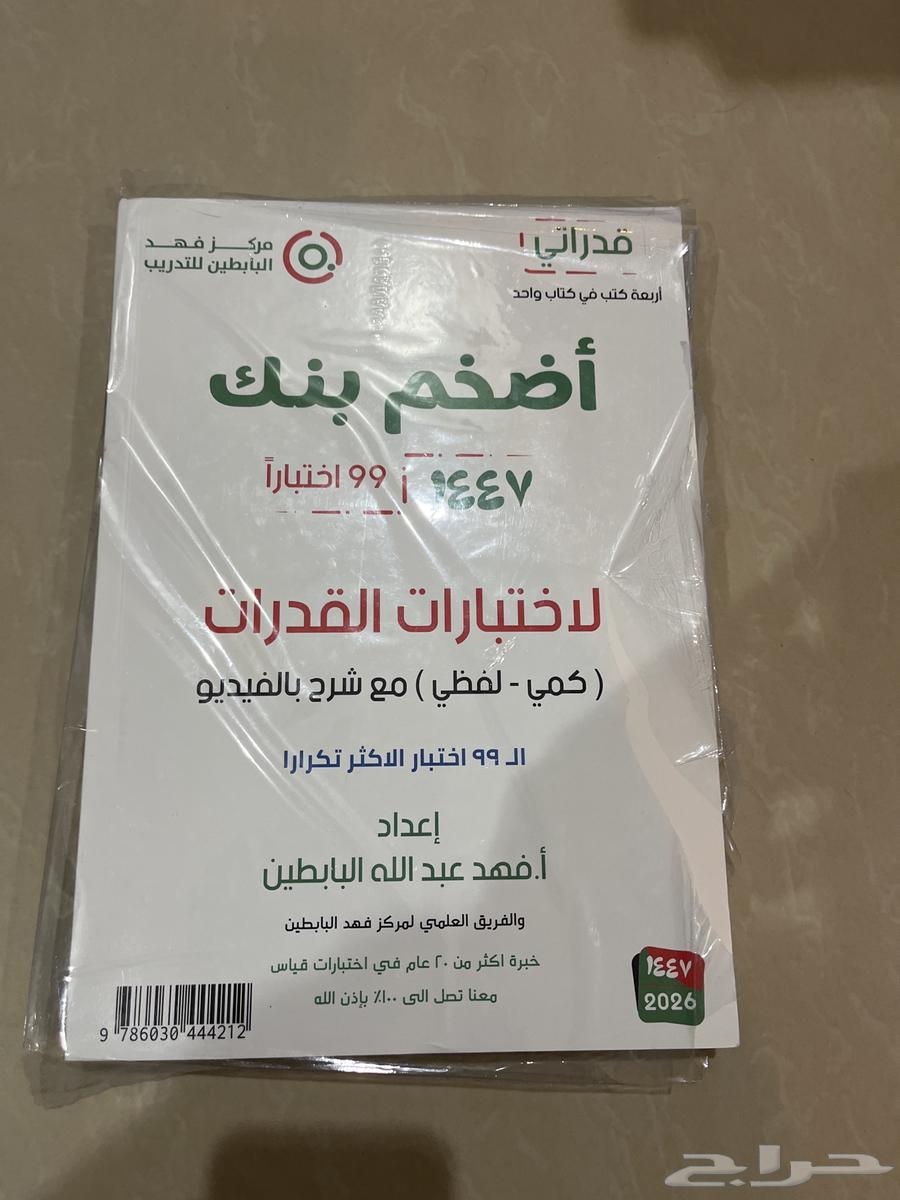 قدراتي
أربعة كتب في كتاب واحد
مركز فهد
البابطين للتدريب
أضخم بنك
١٤٤٧
99 اختباراً
لاختبارات القدرات
( كمي - لفظي ) مع شرح بالفيديو
الـ ٩٩ اختبار الاكثر تكرارا
إعداد
أ.فهد عبد الله البابطين
والفريق العلمي لمركز فهد البابطين
خبرة اكثر من ٢٠ عام في اختبارات قياس
معنا تصل الى ١٠٠٪ بإذن الله
١٤٤٧
2026
9 786030 444212
حراج